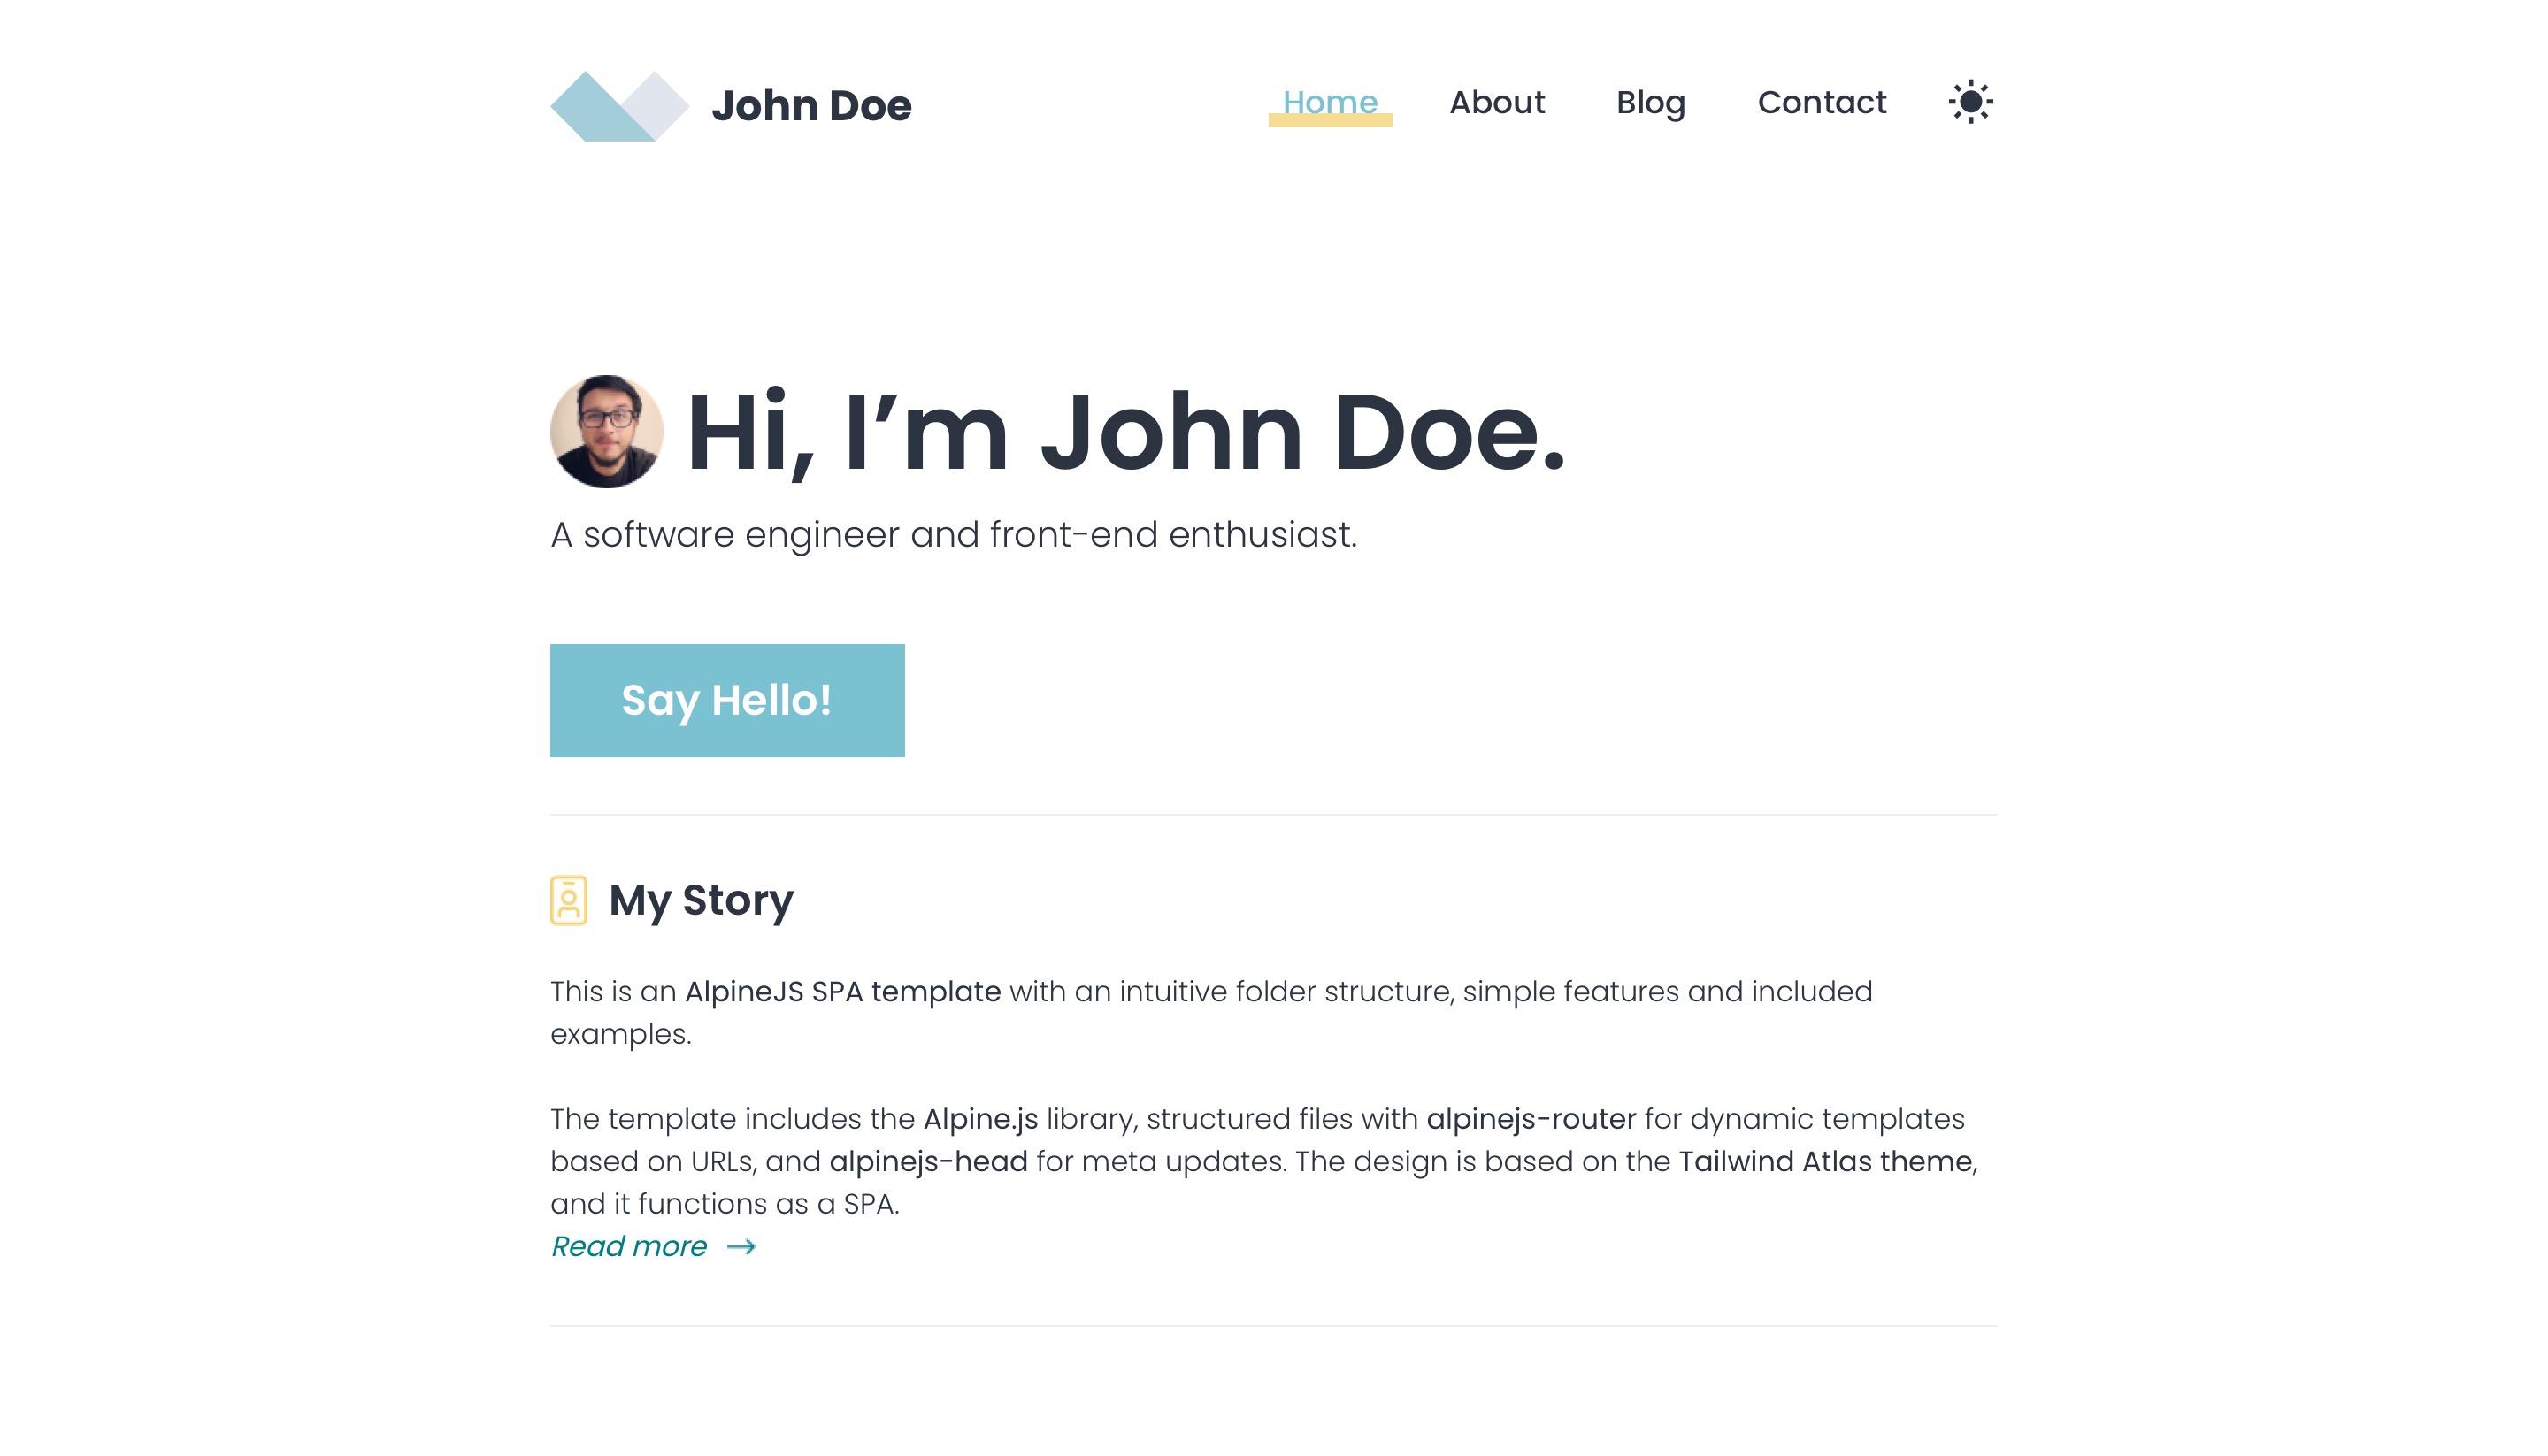 John Doe
Home
About
Blog
Contact
Hi, I’m John Doe.
A software engineer and front-end enthusiast.
Say Hello!
My Story
This is an AlpineJS SPA template with an intuitive folder structure, simple features and included
examples.
The template includes the Alpine.js library, structured files with alpinejs-router for dynamic templates
based on URLs, and alpinejs-head for meta updates. The design is based on the Tailwind Atlas theme,
and it functions as a SPA.
Read more →